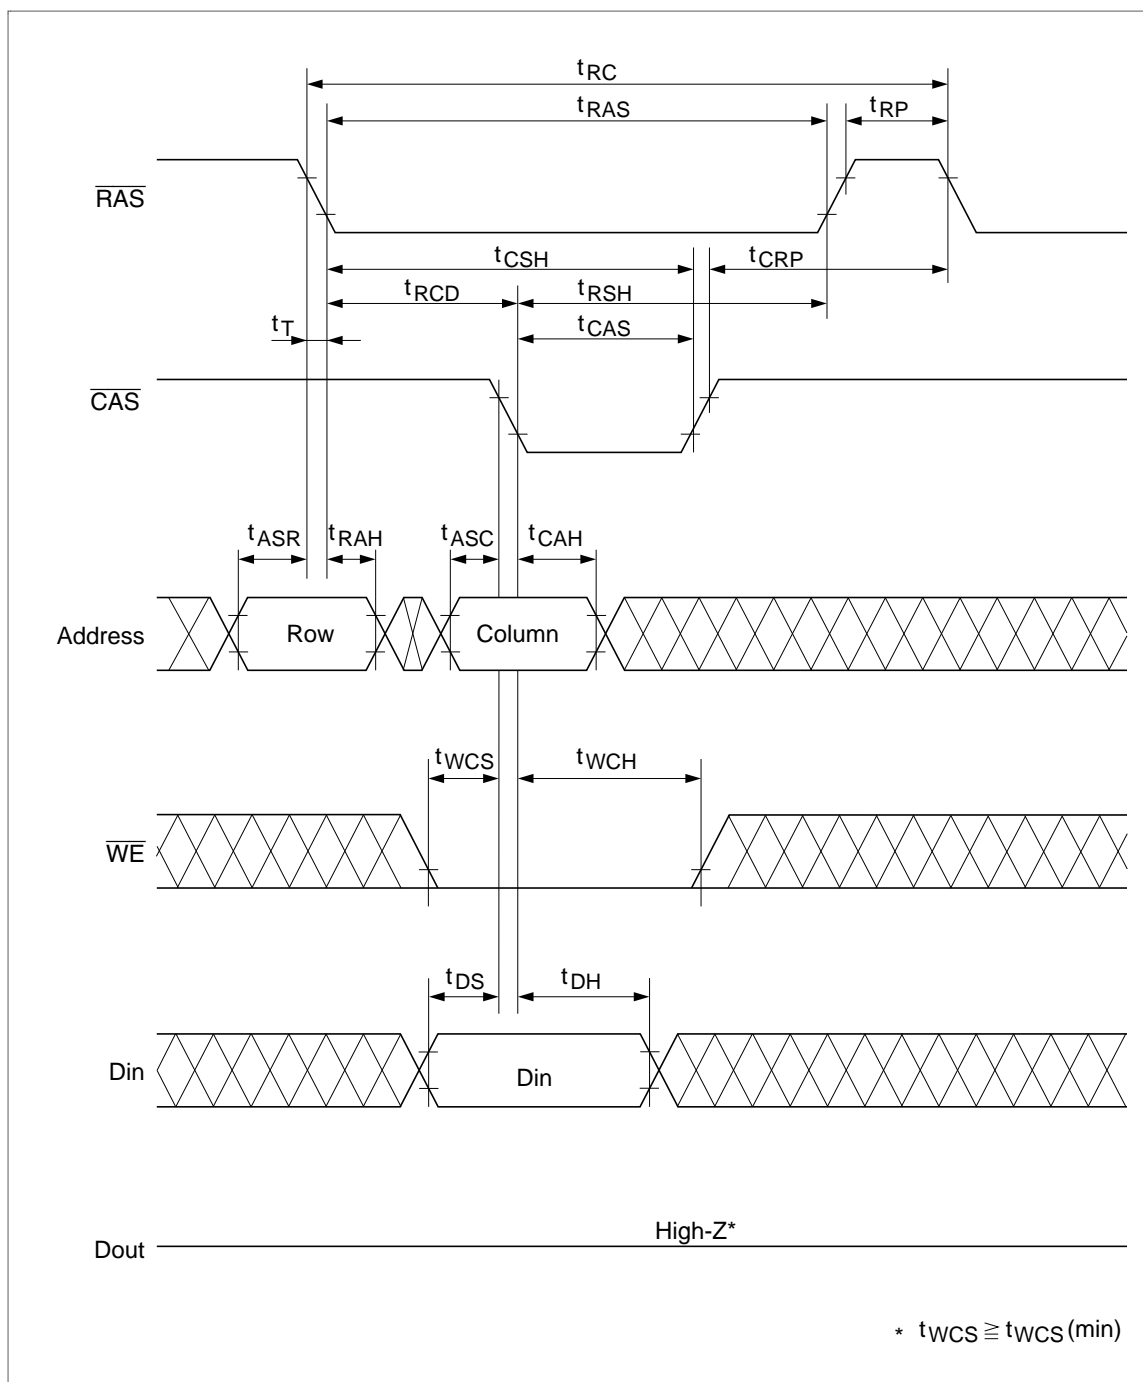 tRC
tRAS
tRP
RAS
tCSH
tCRP
tRCD
tRSH
tT
tCAS
CAS
tASR
tRAH
tASC
tCAH
Address
Row
Column
tWCS
tWCH
WE
tDS
tDH
Din
Din
High-Z*
Dout
* tWCS ≧ tWCS(min)